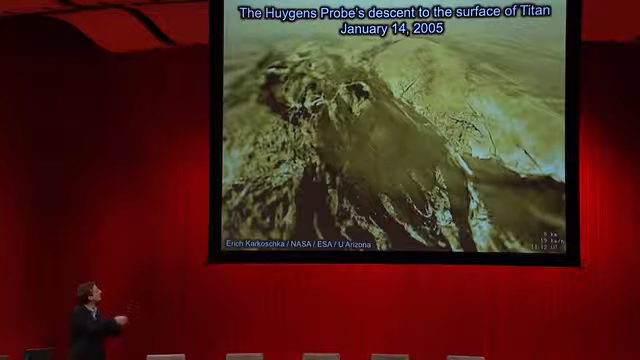 The Huygens Probe's descent to the surface of Titan
January 14, 2005
Erich Karkoschka / NASA / ESA / U Arizona